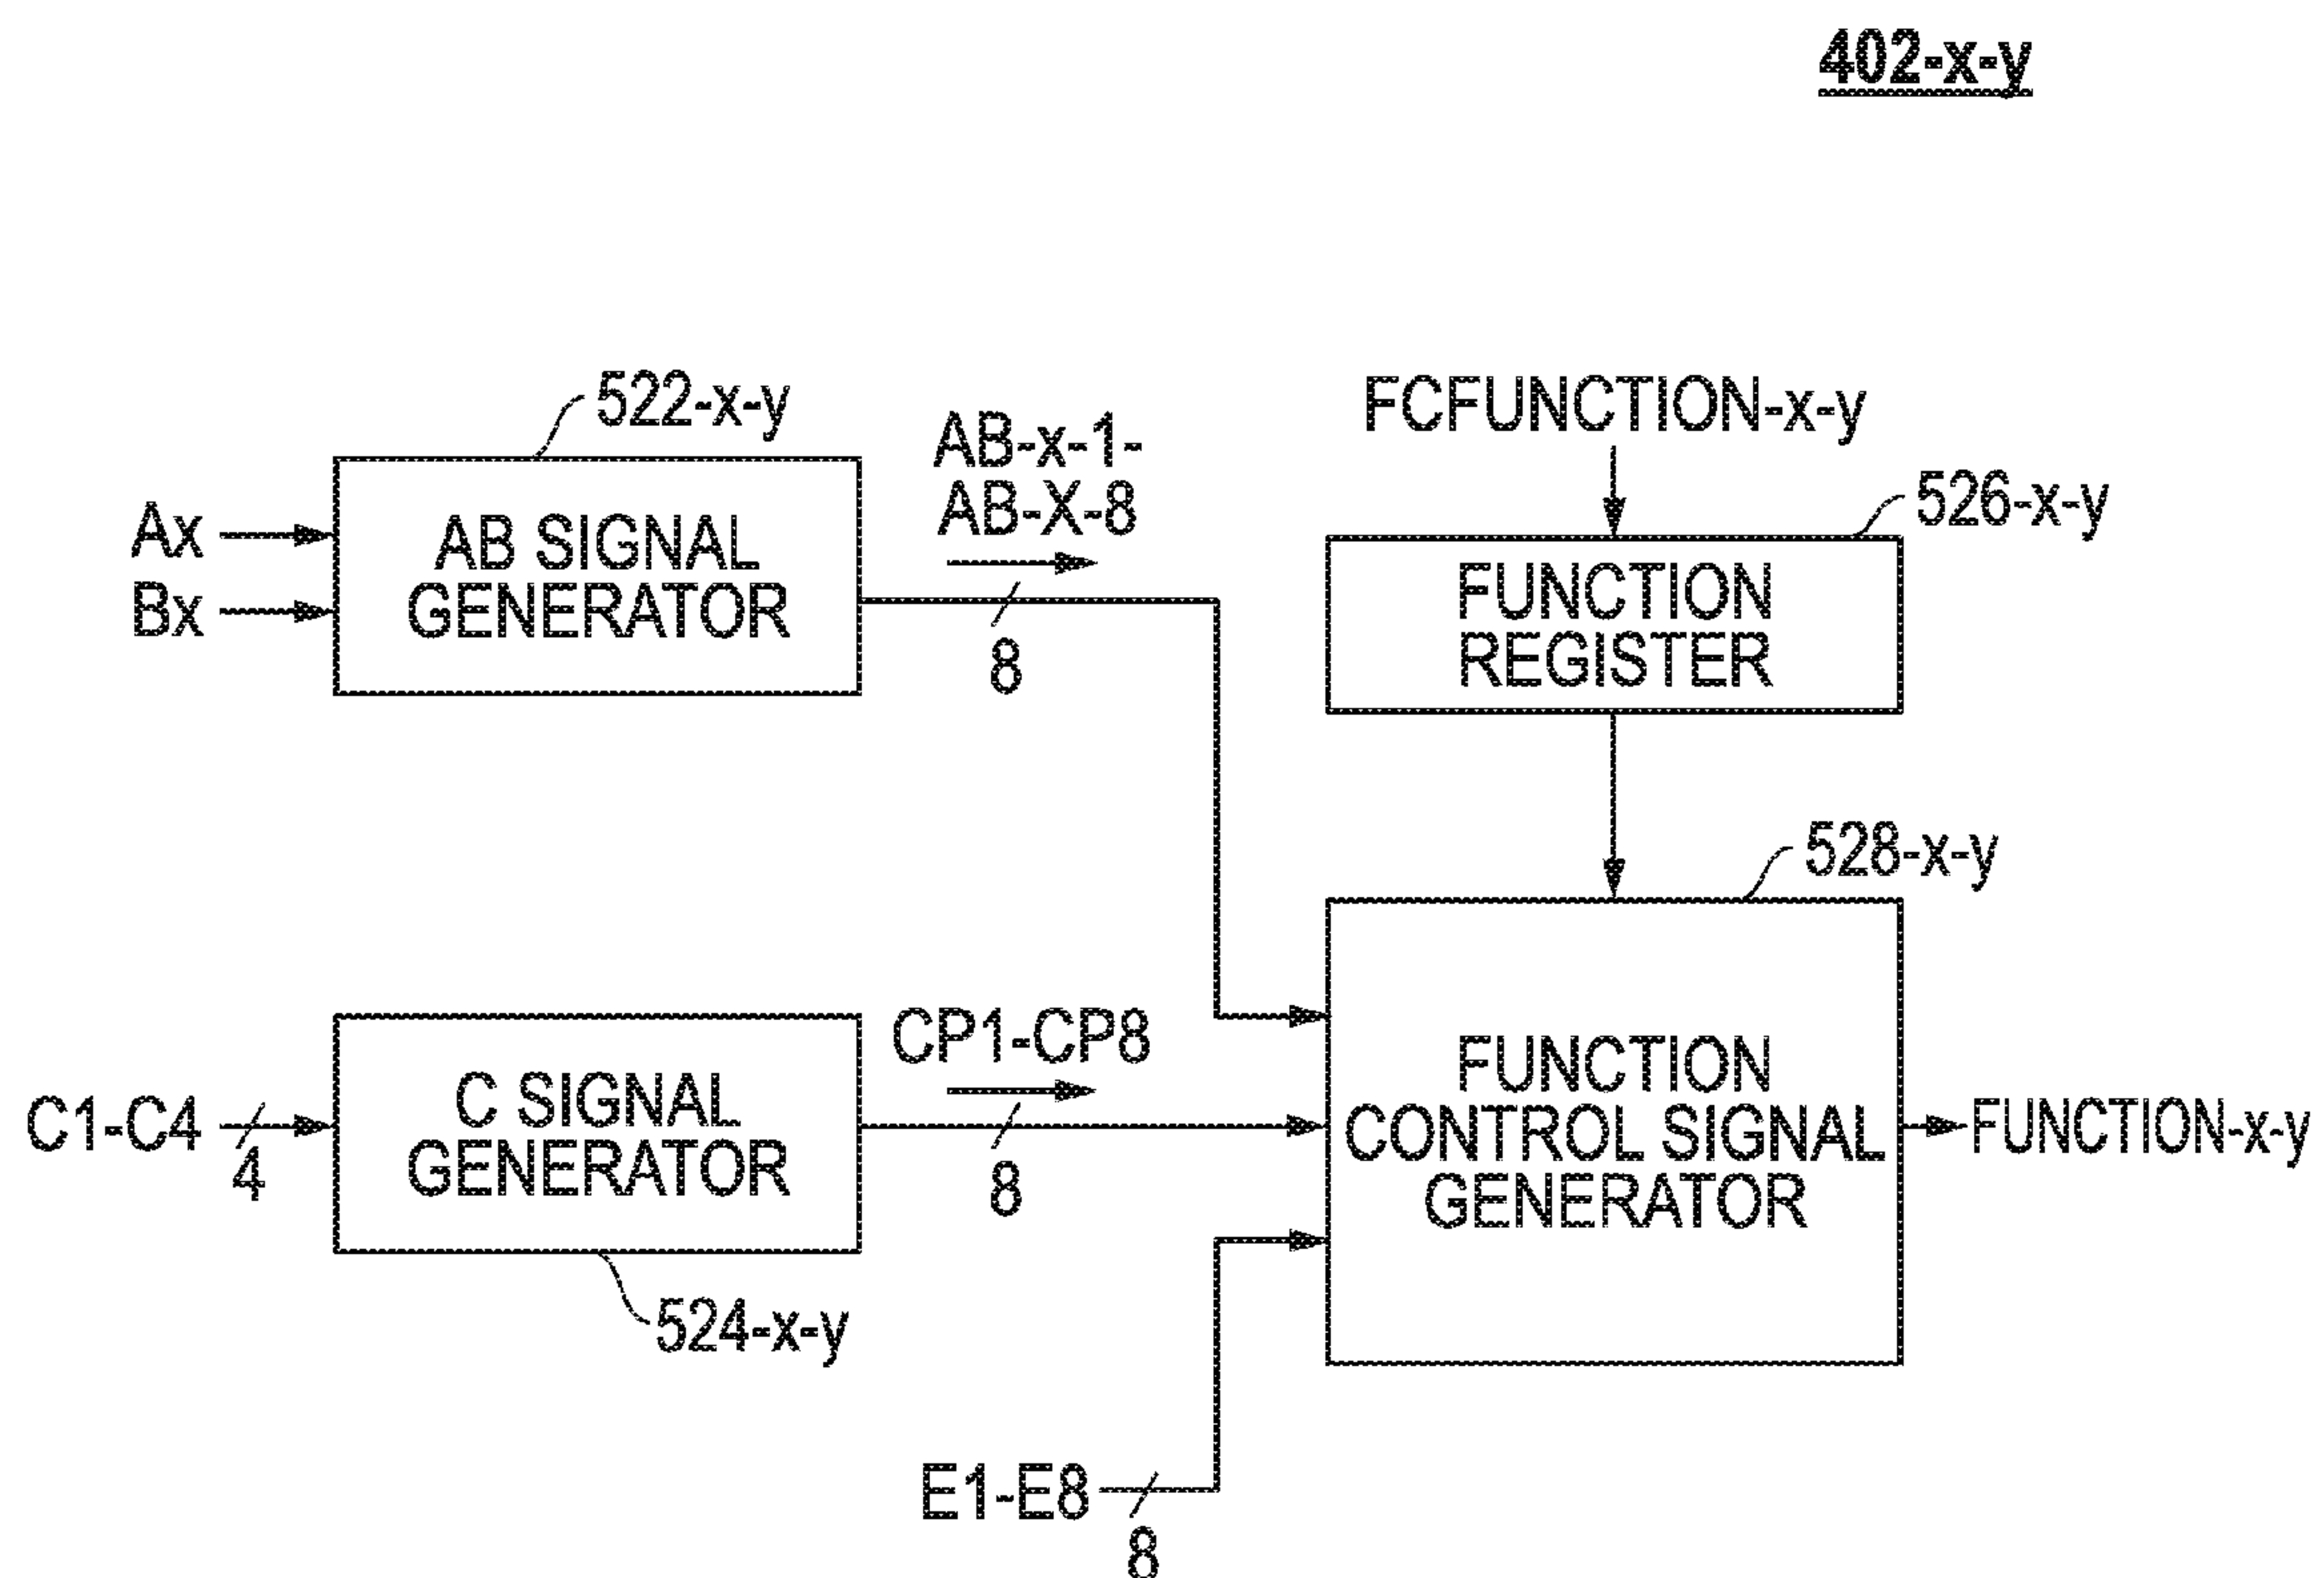 402-x-y
522-x-y
AB-x-1-
AB-X-8
FCFUNCTION-x-y
526-x-y
Ax
Bx
AB SIGNAL
GENERATOR
8
FUNCTION
REGISTER
528-x-y
C1-C4
4
C SIGNAL
GENERATOR
CP1-CP8
8
524-x-y
FUNCTION
CONTROL SIGNAL
GENERATOR
FUNCTION-x-y
E1-E8
8